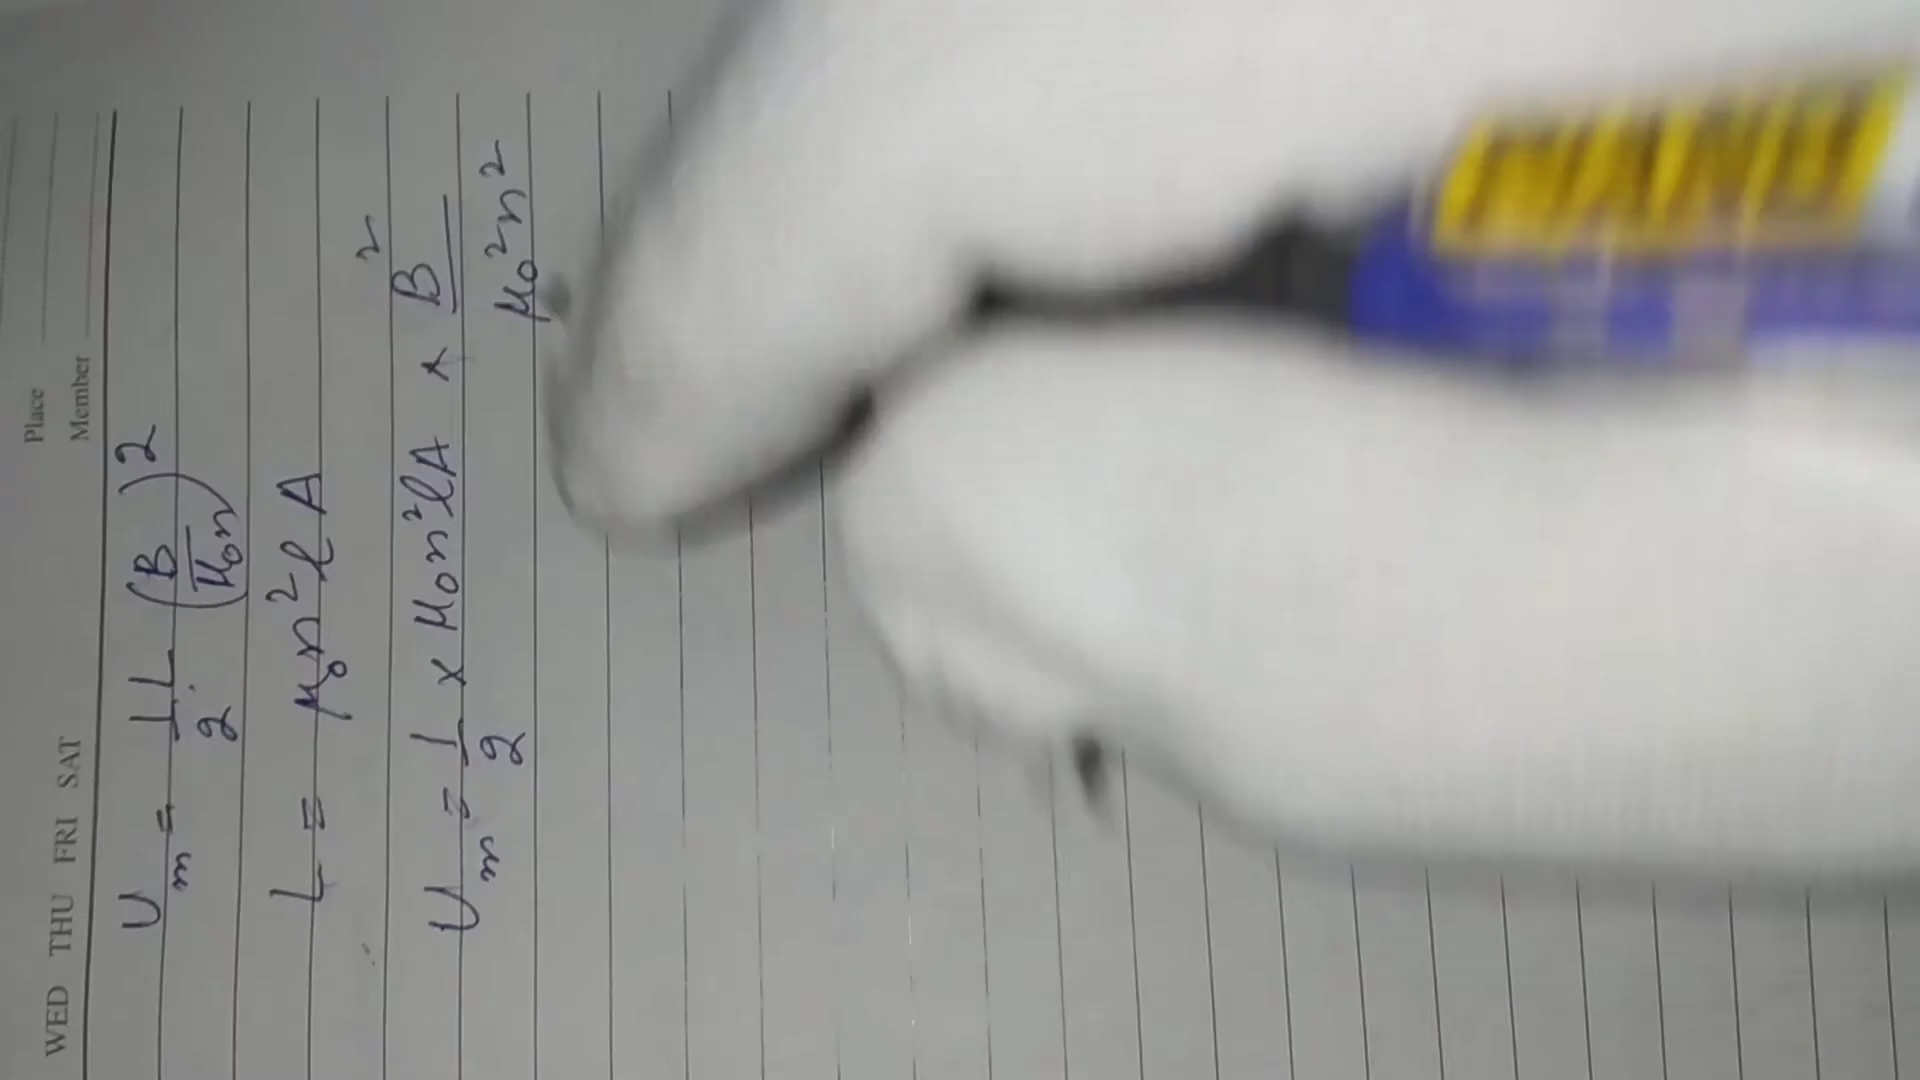 Place
WED THU FRI SAT Member
U_m = 1/2 L (B/μ₀n)²
L = μ₀n²lA
U_m = 1/2 × μ₀n²lA × B²/μ₀²n²